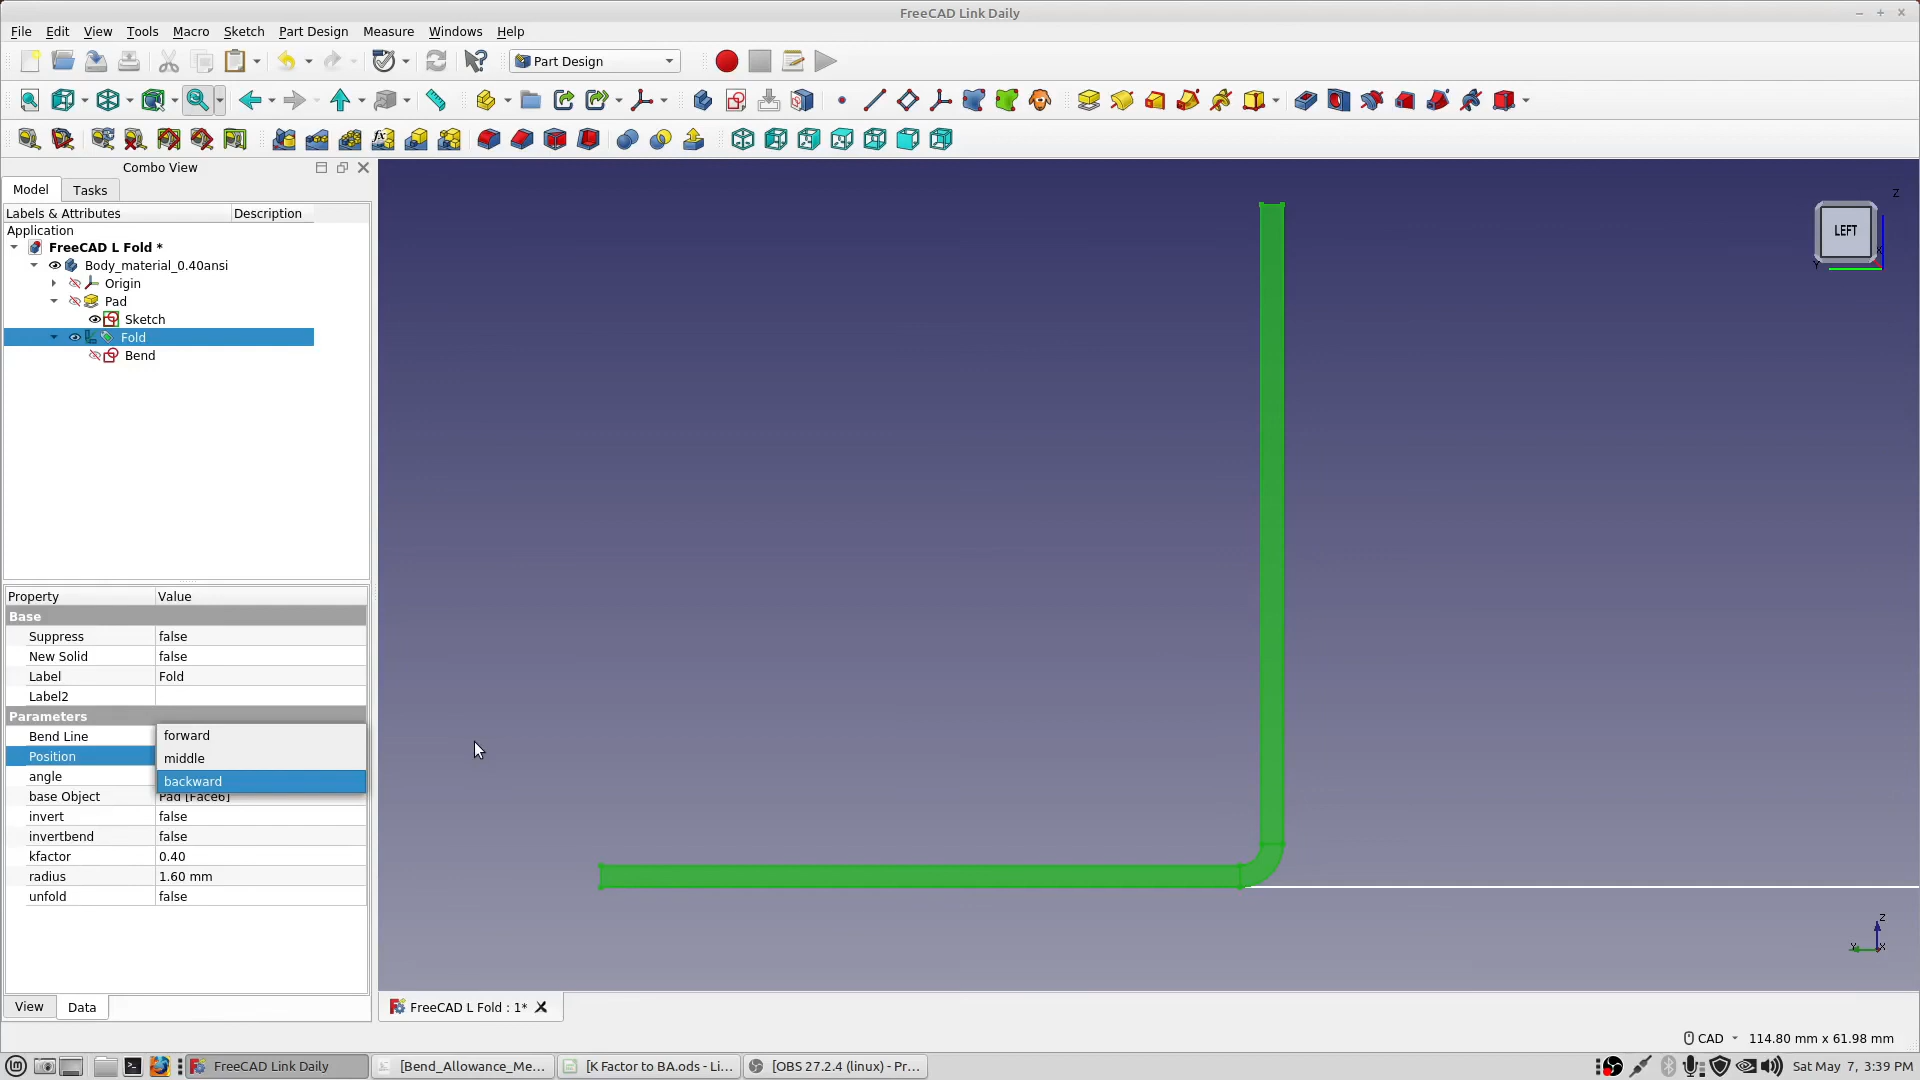 FreeCAD Link Daily
File Edit View Tools Macro Sketch Part Design Measure Windows Help
Part Design
Combo View
Model Tasks
Labels & Attributes Description
Application
FreeCAD L Fold *
Body_material_0.40ansi
Origin
Pad
Sketch
Fold
Bend
LEFT
Z
X
Y
Property Value
Base
Suppress false
New Solid false
Label Fold
Label2
Parameters
Bend Line
forward
Position
middle
angle
backward
base Object Pad [Face6]
invert false
invertbend false
kfactor 0.40
radius 1.60 mm
unfold false
Z
Y
X
View Data
FreeCAD L Fold : 1*
CAD 114.80 mm x 61.98 mm
FreeCAD Link Daily [Bend_Allowance_Me... [K Factor to BA.ods - Li... [OBS 27.2.4 (linux) - Pr... Sat May 7, 3:39 PM